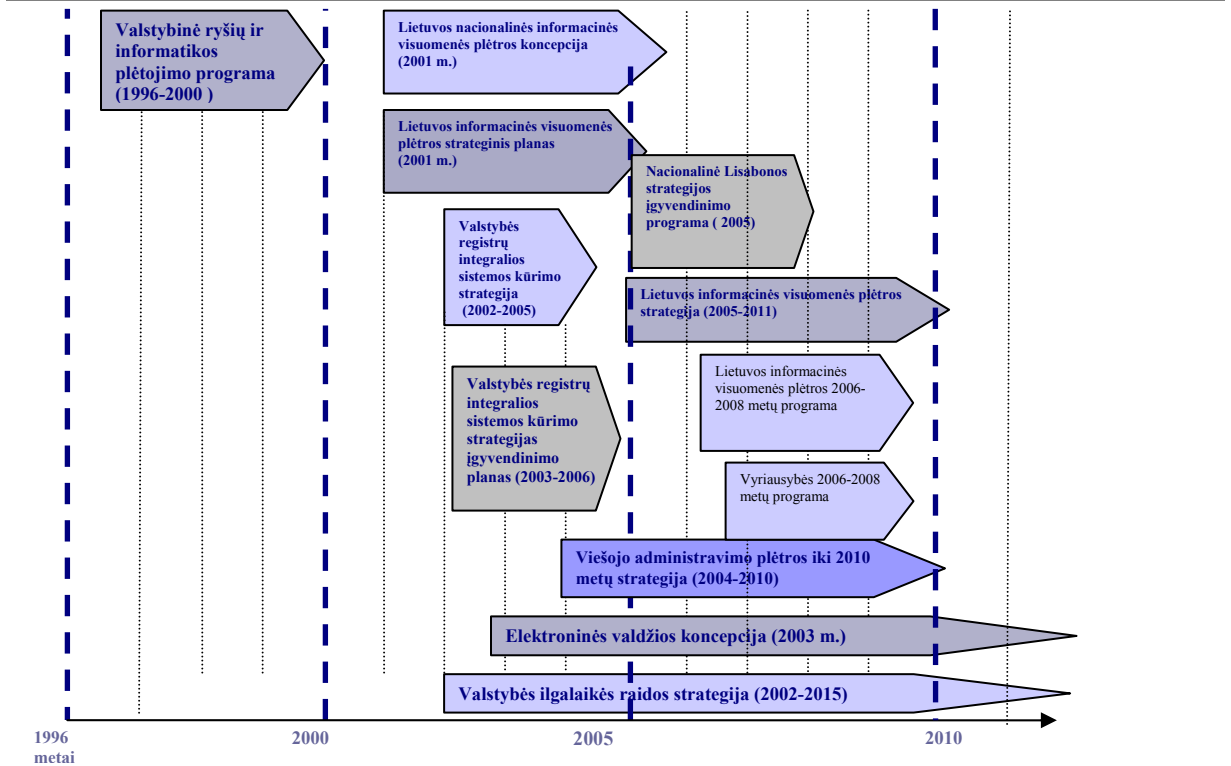 Valstybinė ryšių ir
informatikos
plėtojimo programa
(1996-2000 )
Lietuvos nacionalinės informacinės
visuomenės plėtros koncepcija
(2001 m.)
Lietuvos informacinės visuomenės
plėtros strateginis planas
(2001 m.)
Nacionalinė Lisabonos
strategijos
įgyvendinimo
programa ( 2005)
Valstybės
registrų
integralios
sistemos kūrimo
strategija
(2002-2005)
Lietuvos informacinės visuomenės plėtros
strategija (2005-2011)
Lietuvos informacinės
visuomenės plėtros 2006-
2008 metų programa
Valstybės registrų
integralios
sistemos kūrimo
strategijas
įgyvendinimo
planas (2003-2006)
Vyriausybės 2006-2008
metų programa
Viešojo administravimo plėtros iki 2010
metų strategija (2004-2010)
Elektroninės valdžios koncepcija (2003 m.)
Valstybės ilgalaikės raidos strategija (2002-2015)
1996
metai
2000
2005
2010